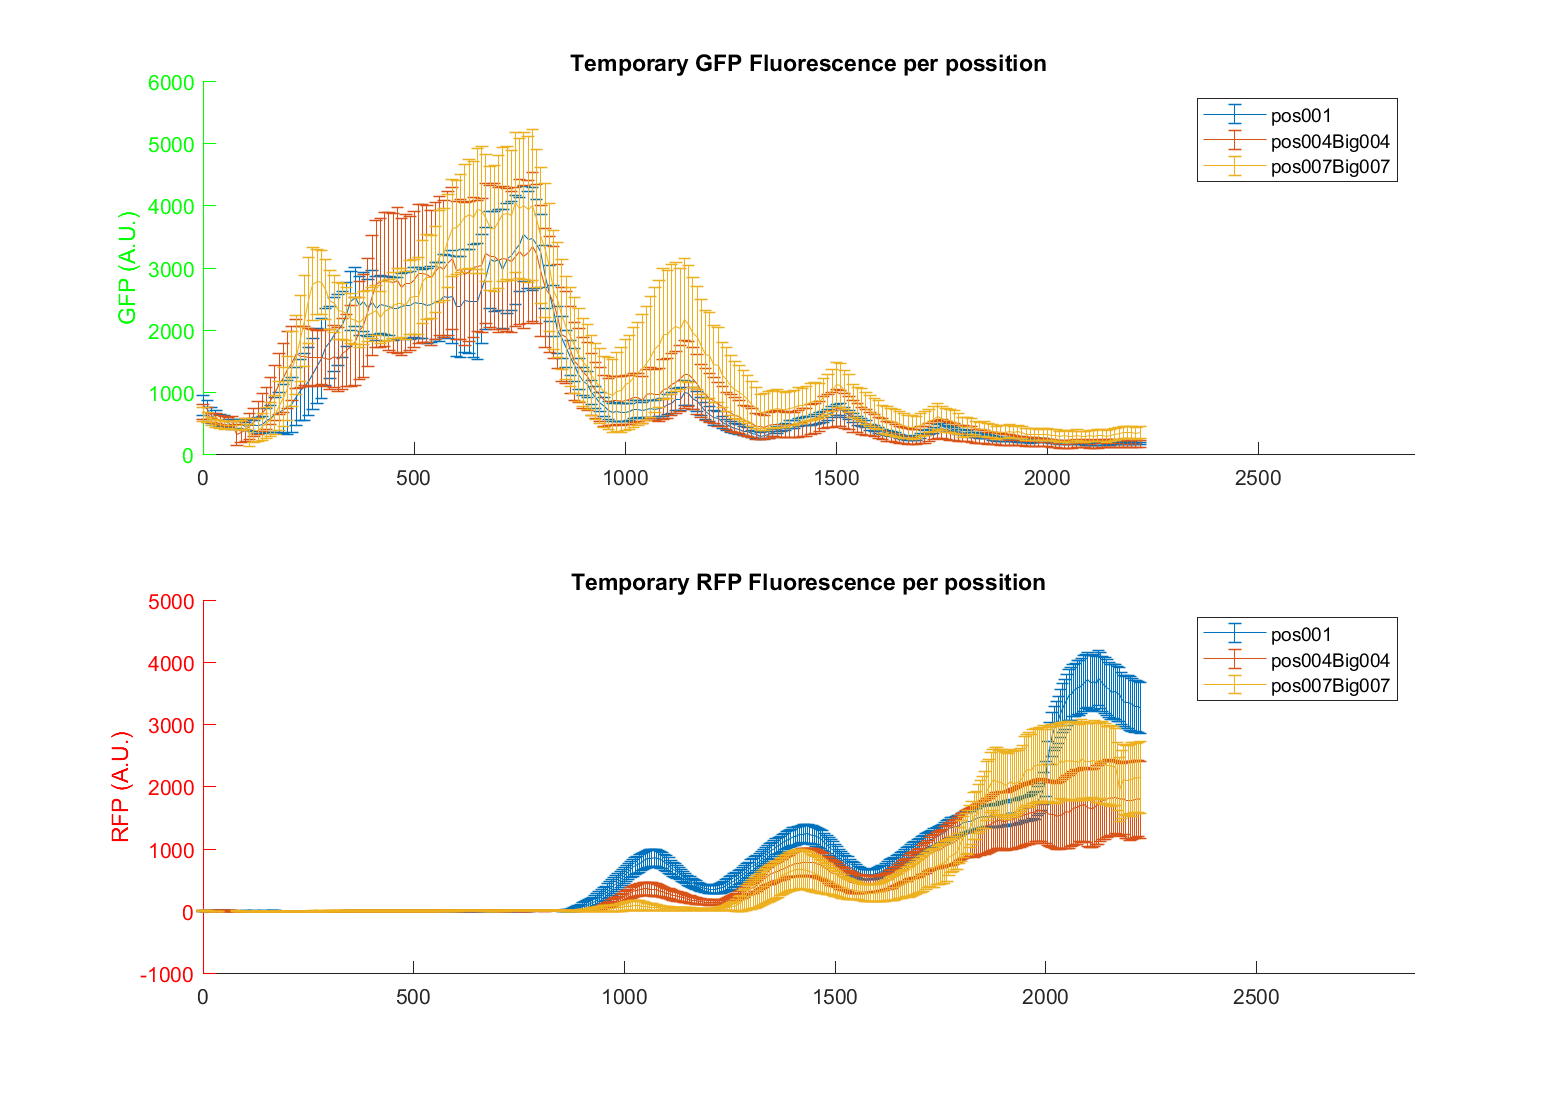 Temporary GFP Fluorescence per possition
6000
5000
4000
3000
2000
1000
0
GFP (A.U.)
0 500 1000 1500 2000 2500
pos001
pos004Big004
pos007Big007
Temporary RFP Fluorescence per possition
5000
4000
3000
2000
1000
0
-1000
RFP (A.U.)
0 500 1000 1500 2000 2500
pos001
pos004Big004
pos007Big007